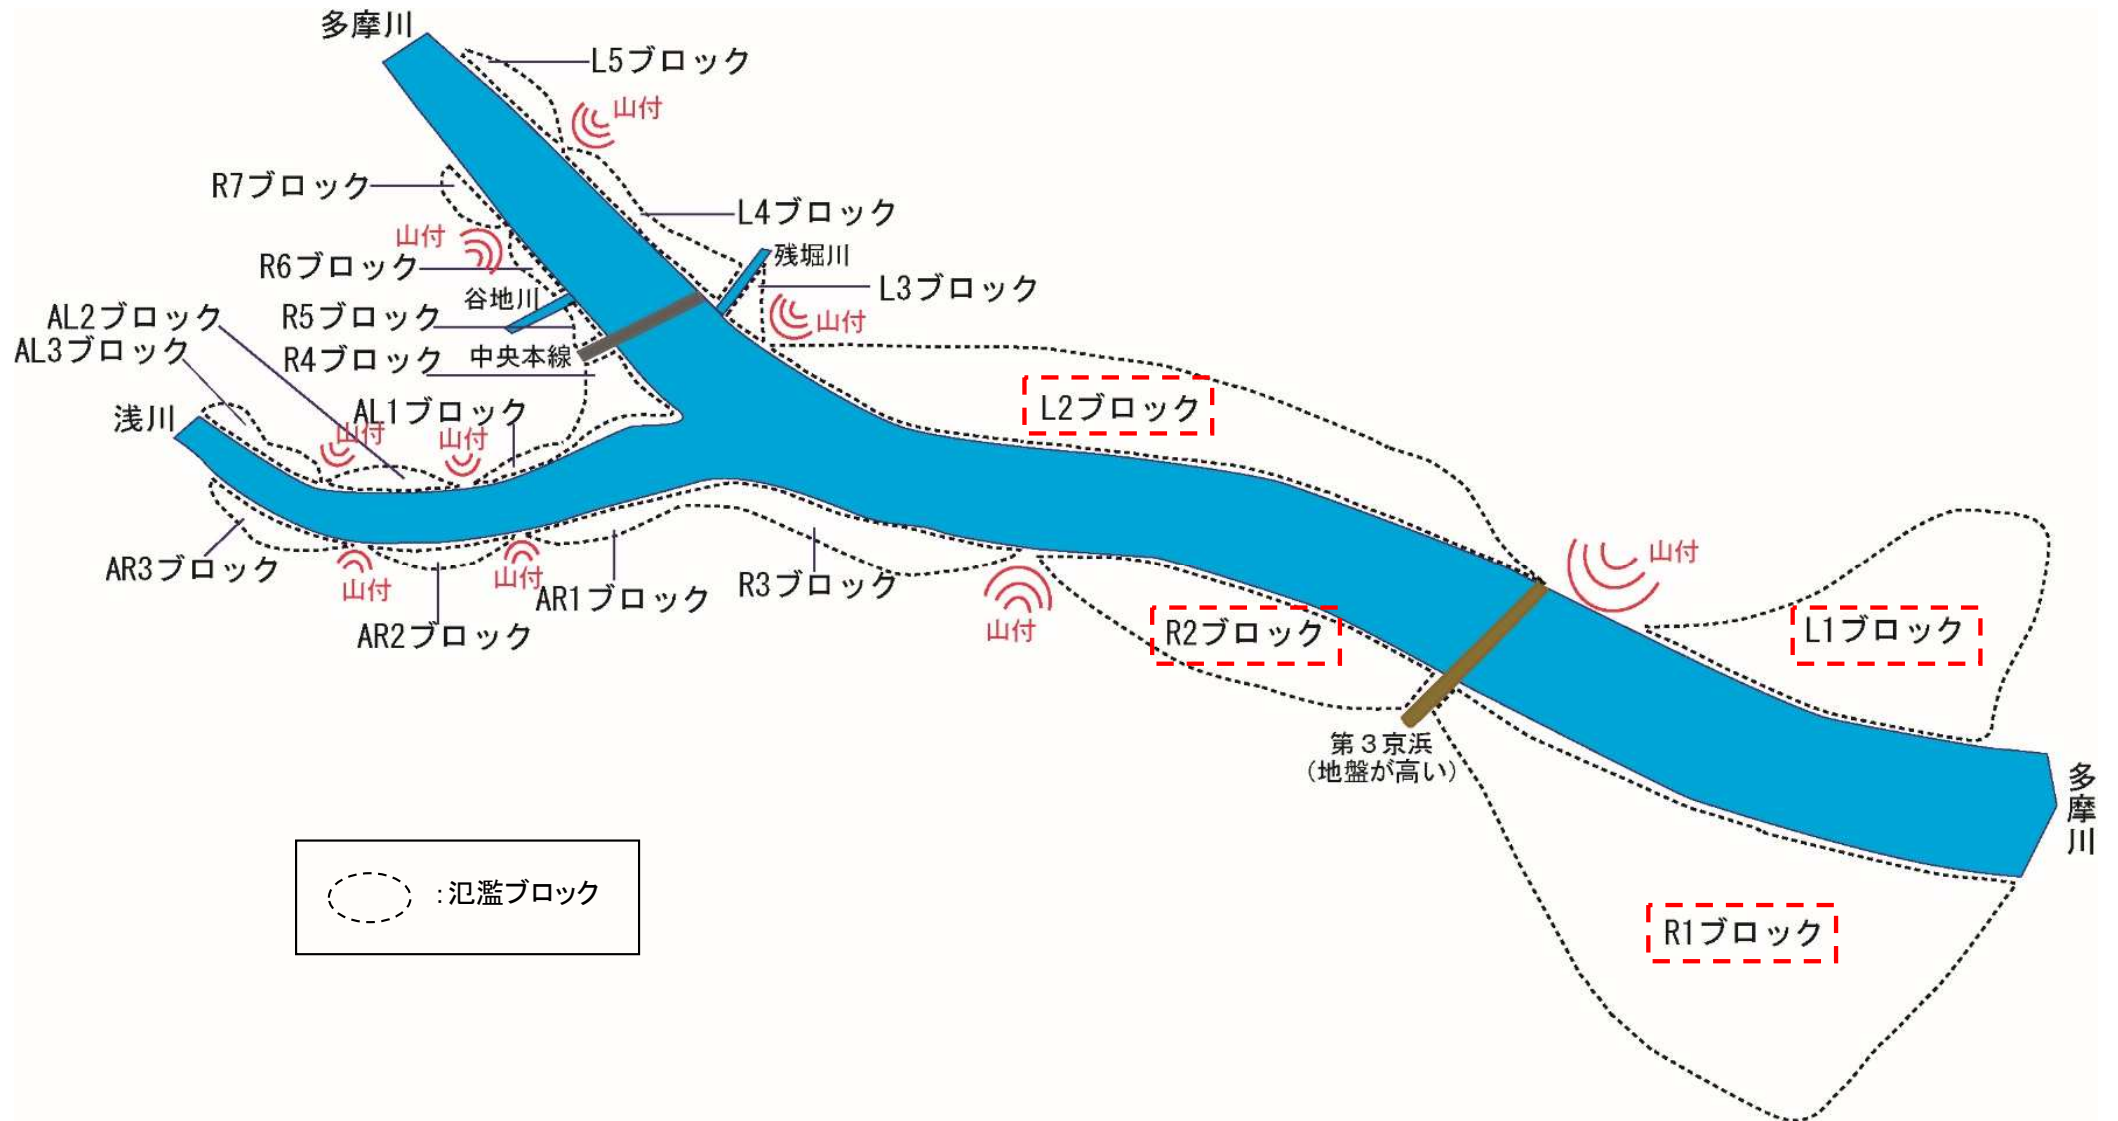 多摩川
L5ブロック
山付
R7ブロック
L4ブロック
山付
残堀川
R6ブロック
L3ブロック
谷地川
AL2ブロック
R5ブロック
山付
AL3ブロック
R4ブロック
中央本線
浅川
AL1ブロック
L2ブロック
山付
山付
山付
AR3ブロック
山付
山付
AR1ブロック
R3ブロック
山付
R2ブロック
L1ブロック
AR2ブロック
第3京浜
(地盤が高い)
多摩川
:氾濫ブロック
R1ブロック